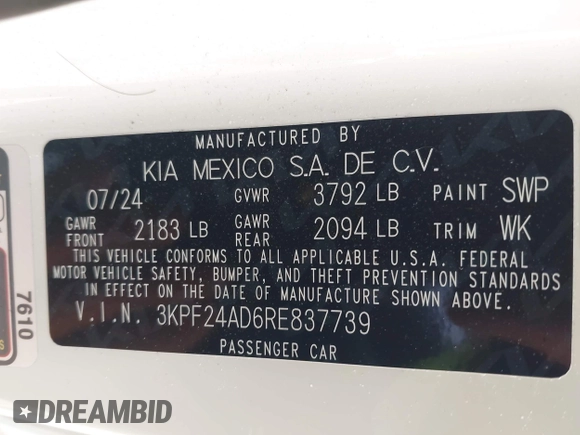 MANUFACTURED BY
KIA MEXICO S.A. DE C.V.
07/24 GVWR 3792 LB PAINT SWP
GAWR FRONT 2183 LB GAWR REAR 2094 LB TRIM WK
THIS VEHICLE CONFORMS TO ALL APPLICABLE U.S.A. FEDERAL
MOTOR VEHICLE SAFETY, BUMPER, AND THEFT PREVENTION STANDARDS
IN EFFECT ON THE DATE OF MANUFACTURE SHOWN ABOVE.
V.I.N. 3KPF24AD6RE837739
PASSENGER CAR
7610
DREAMBID